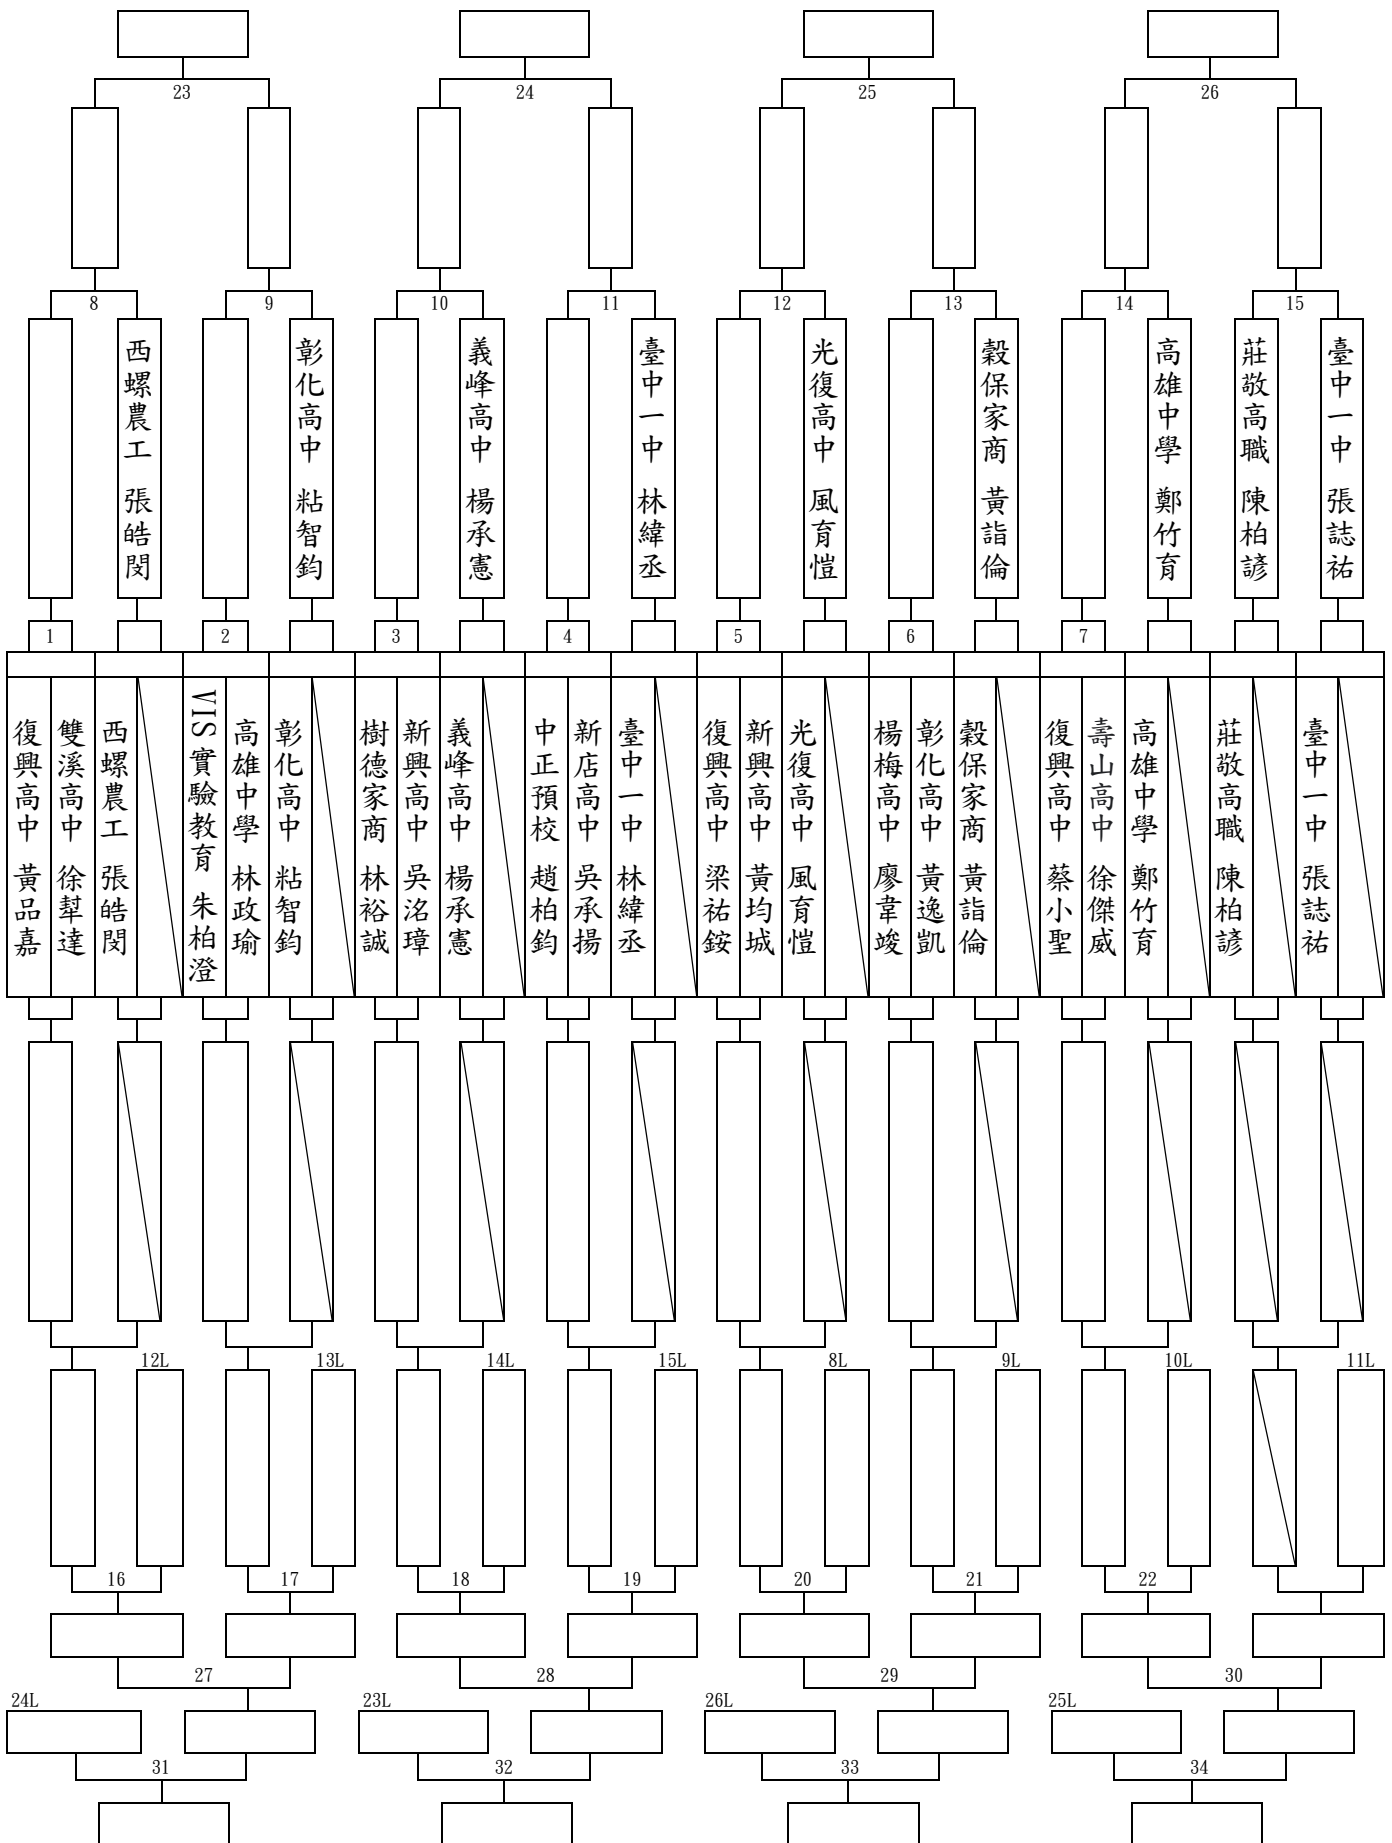 23 24 25 26
8 9 10 11 12 13 14 15
西螺農工 張皓閔
彰化高中 粘智鈞
義峰高中 楊承憲
臺中一中 林緯丞
光復高中 風育愷
穀保家商 黃詣倫
高雄中學 鄭竹育
莊敬高職 陳柏諺
臺中一中 張誌祐
1 2 3 4 5 6 7
復興高中 黃品嘉
雙溪高中 徐犎達
西螺農工 張皓閔
VIS實驗教育 朱柏澄
高雄中學 林政瑜
彰化高中 粘智鈞
樹德家商 林裕誠
新興高中 吳洺璋
義峰高中 楊承憲
中正預校 趙柏鈞
新店高中 吳承揚
臺中一中 林緯丞
復興高中 梁祐銨
新興高中 黃均城
光復高中 風育愷
楊梅高中 廖韋竣
彰化高中 黃逸凱
穀保家商 黃詣倫
復興高中 蔡小聖
壽山高中 徐傑威
高雄中學 鄭竹育
莊敬高職 陳柏諺
臺中一中 張誌祐
12L 13L 14L 15L 8L 9L 10L 11L
16 17 18 19 20 21 22
27 28 29 30
24L 23L 26L 25L
31 32 33 34